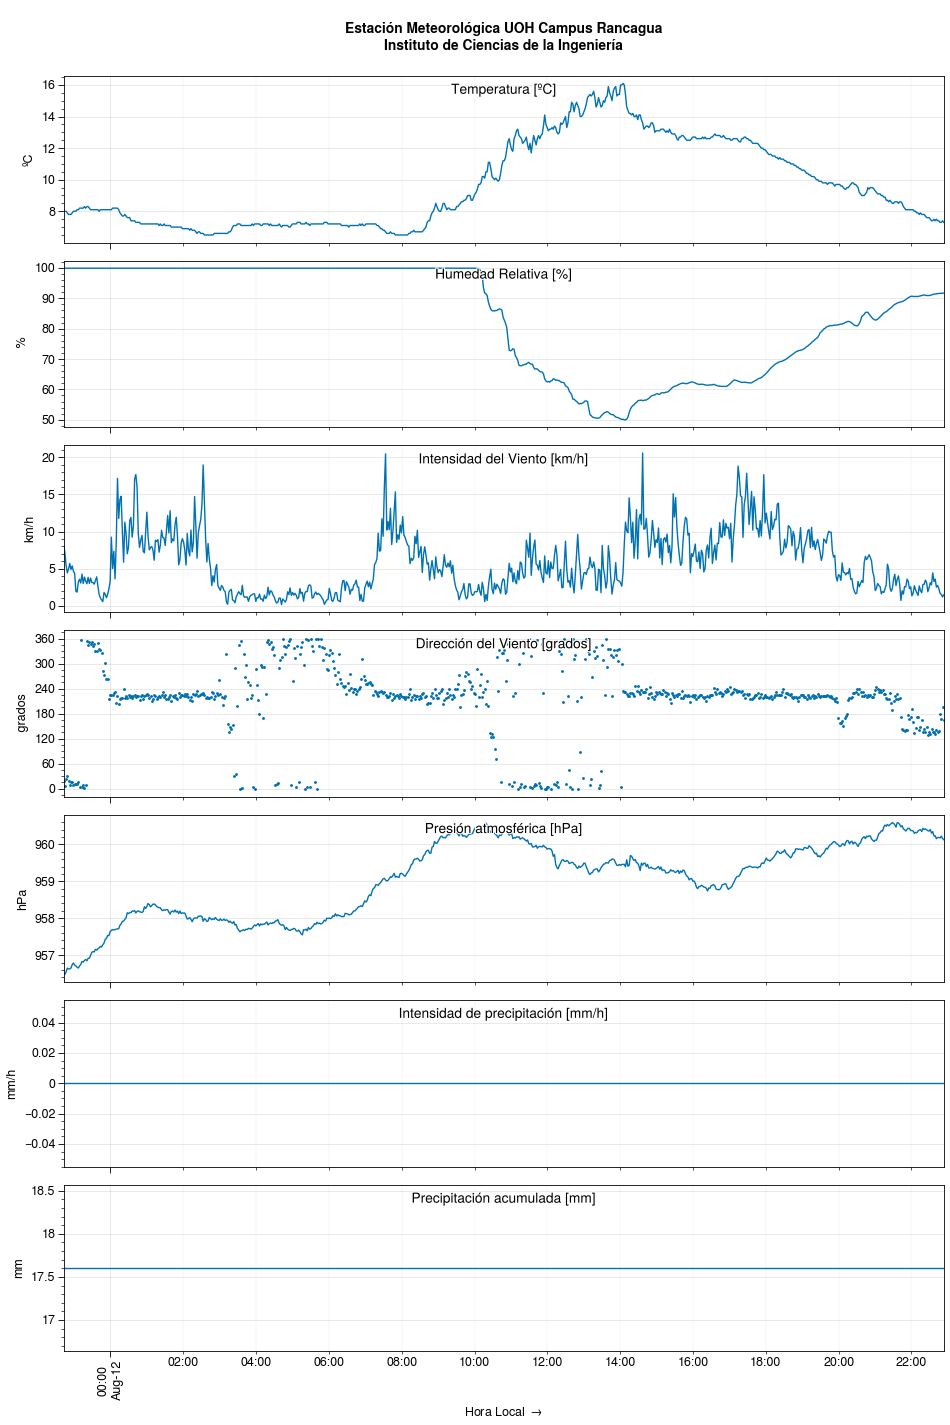 Estación Meteorológica UOH Campus Rancagua
Instituto de Ciencias de la Ingeniería
Temperatura [ºC]
ºC
16
14
12
10
8
Humedad Relativa [%]
%
100
90
80
70
60
50
Intensidad del Viento [km/h]
km/h
20
15
10
5
0
Dirección del Viento [grados]
grados
360
300
240
180
120
60
0
Presión atmosférica [hPa]
hPa
960
959
958
957
Intensidad de precipitación [mm/h]
mm/h
0.04
0.02
0
−0.02
−0.04
Precipitación acumulada [mm]
mm
18.5
18
17.5
17
00:00
Aug-12
02:00
04:00
06:00
08:00
10:00
12:00
14:00
16:00
18:00
20:00
22:00
Hora Local →